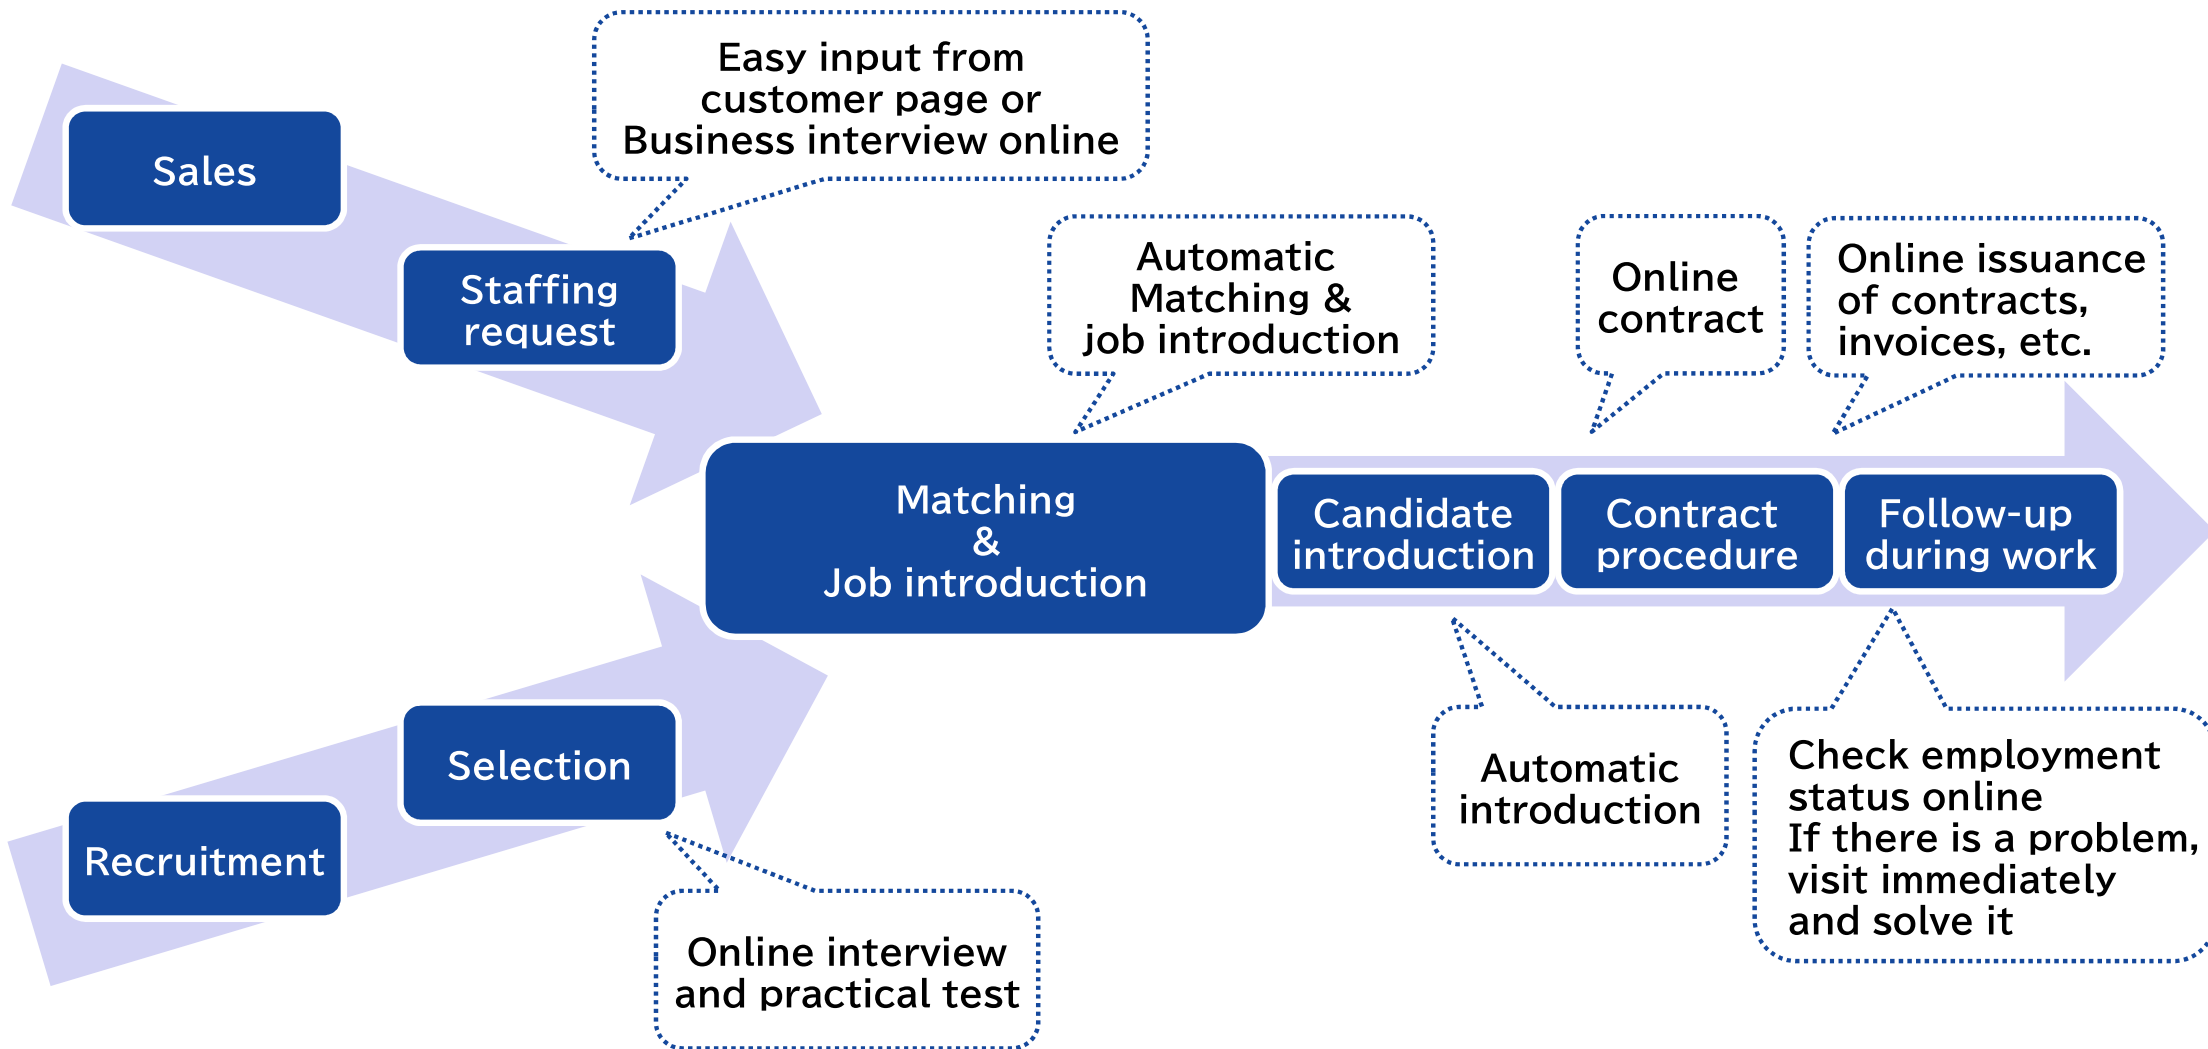 Easy input from
customer page or
Business interview online
Sales
Staffing
request
Automatic
Matching &
job introduction
Online
contract
Online issuance
of contracts,
invoices, etc.
Matching
&
Job introduction
Candidate
introduction
Contract
procedure
Follow-up
during work
Selection
Recruitment
Online interview
and practical test
Automatic
introduction
Check employment
status online
If there is a problem,
visit immediately
and solve it